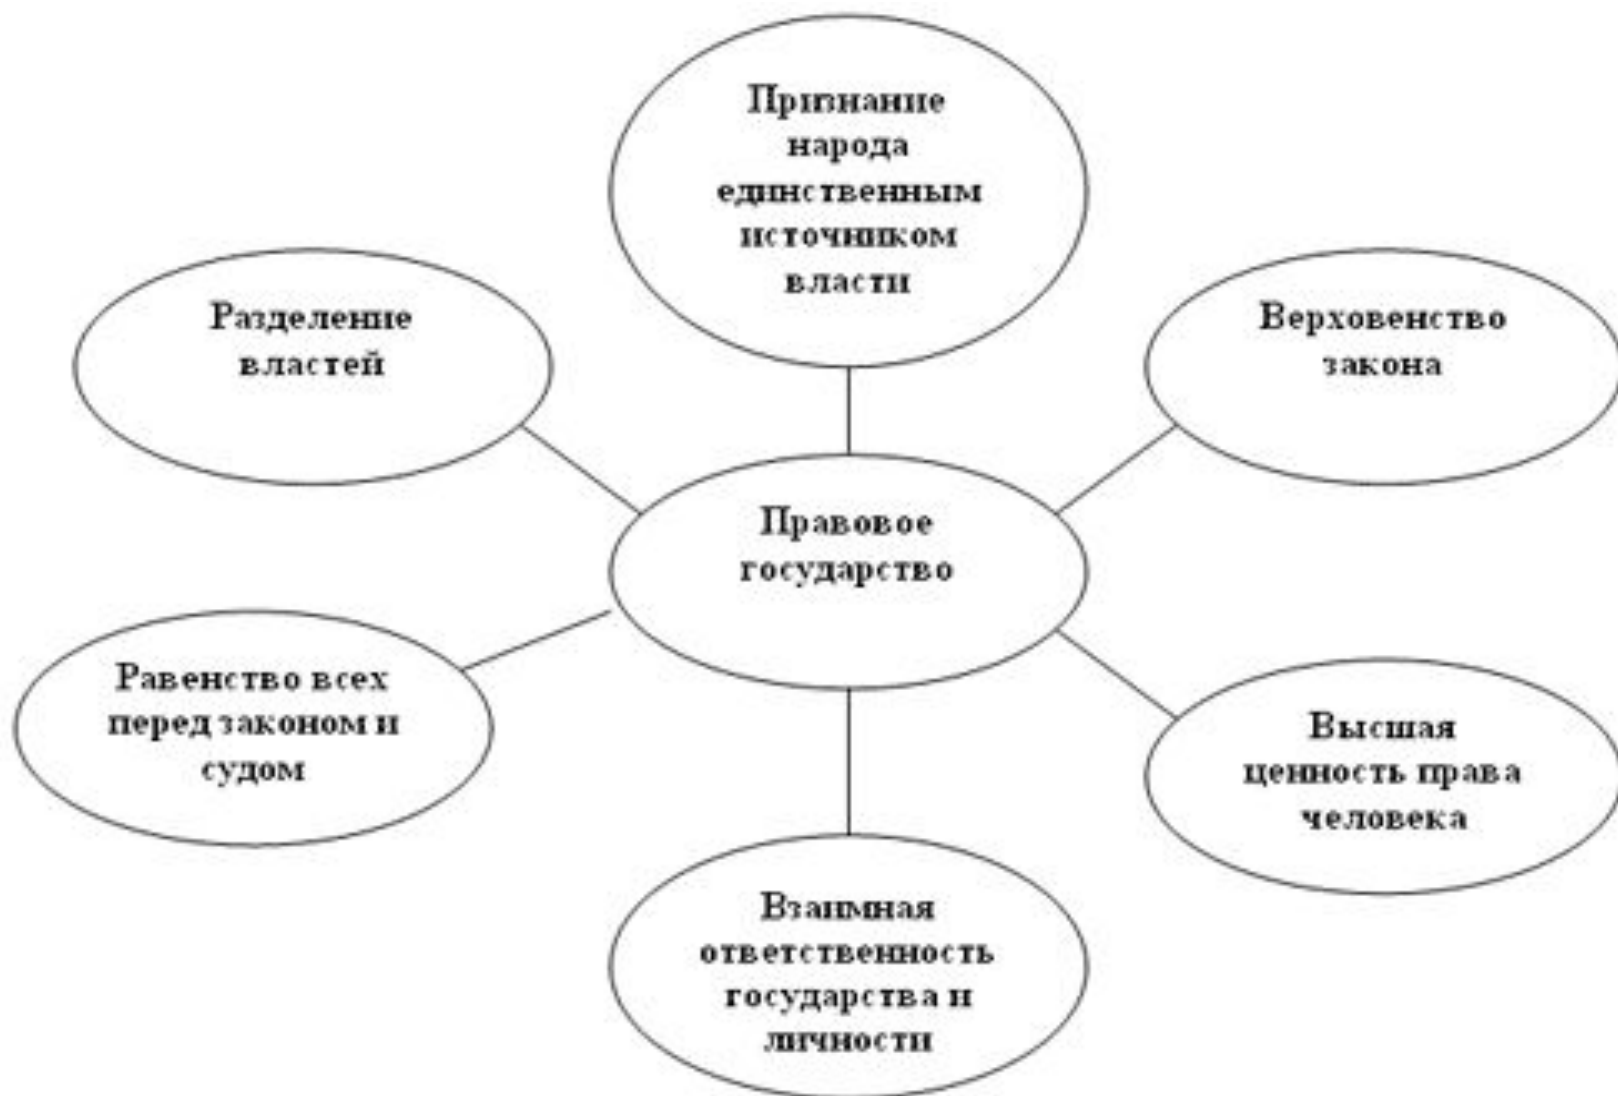 Признание
народа
единственным
источником
власти
Разделение
властей
Верховенство
закона
Правовое
государство
Равенство всех
перед законом и
судом
Высшая
ценность права
человека
Взаимная
ответственность
государства и
личности